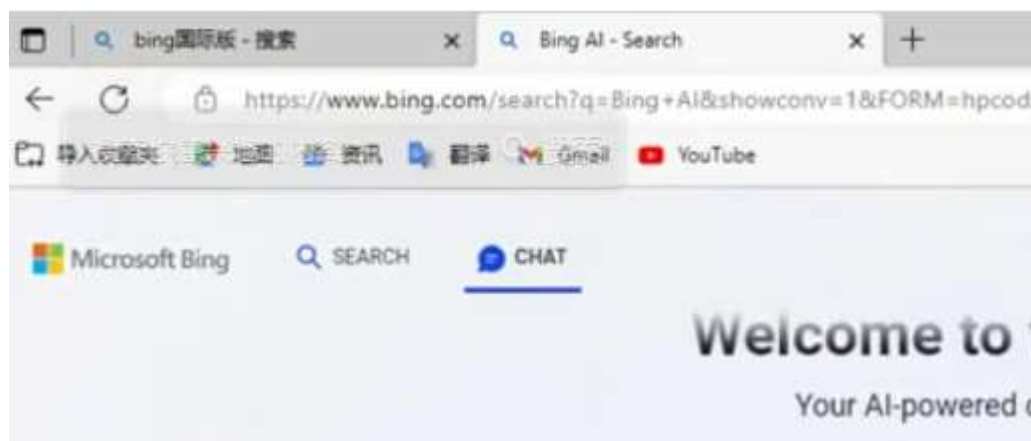 bing国际版 - 搜索 Bing AI - Search
https://www.bing.com/search?q=Bing+AI&showconv=1&FORM=hpcod
导入收藏夹 地图 资讯 翻译 Gmail YouTube
Microsoft Bing SEARCH CHAT
Welcome to
Your AI-powered